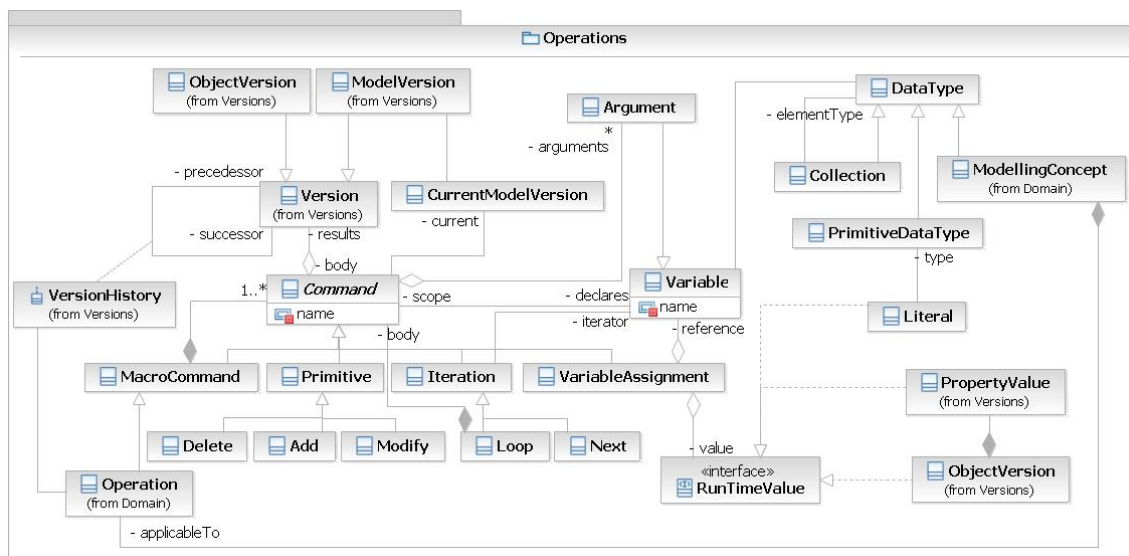 Operations
ObjectVersion
(from Versions)
ModelVersion
(from Versions)
Argument
*
- arguments
DataType
- elementType
Collection
ModellingConcept
(from Domain)
- precedessor
Version
(from Versions)
CurrentModelVersion
- current
- successor
- results
PrimitiveDataType
- type
- body
VersionHistory
(from Versions)
1..*
Command
name
- scope
- declares
- iterator
Variable
name
- reference
Literal
- body
MacroCommand
Primitive
Iteration
VariableAssignment
PropertyValue
(from Versions)
Delete
Add
Modify
Loop
Next
- value
«interface»
RunTimeValue
ObjectVersion
(from Versions)
Operation
(from Domain)
- applicableTo